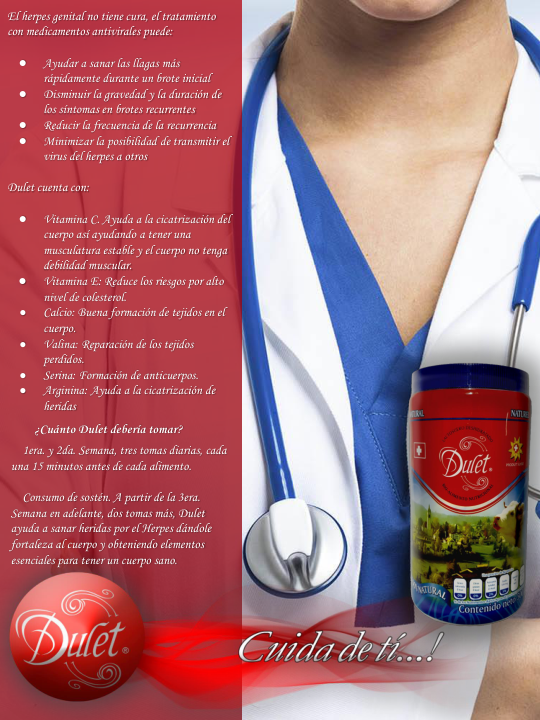 El herpes genital no tiene cura, el tratamiento
con medicamentos antivirales puede:
● Ayudar a sanar las llagas más
rápidamente durante un brote inicial
● Disminuir la gravedad y la duración de
los síntomas en brotes recurrentes
● Reducir la frecuencia de la recurrencia
● Minimizar la posibilidad de transmitir el
virus del herpes a otros
Dulet cuenta con:
● Vitamina C. Ayuda a la cicatrización del
cuerpo así ayudando a tener una
musculatura estable y el cuerpo no tenga
debilidad muscular.
● Vitamina E: Reduce los riesgos por alto
nivel de colesterol.
● Calcio: Buena formación de tejidos en el
cuerpo.
● Valina: Reparación de los tejidos
perdidos.
● Serina: Formación de anticuerpos.
● Arginina: Ayuda a la cicatrización de
heridas
¿Cuánto Dulet debería tomar?
1era. y 2da. Semana, tres tomas diarias, cada
una 15 minutos antes de cada alimento.
Consumo de sostén. A partir de la 3era.
Semana en adelante, dos tomas más, Dulet
ayuda a sanar heridas por el Herpes dándole
fortaleza al cuerpo y obteniendo elementos
esenciales para tener un cuerpo sano.
Dulet®
Cuida de tí...!
Dulet
NATURAL
Contenido